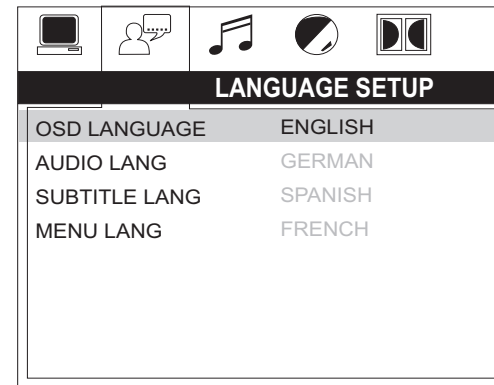 LANGUAGE SETUP
OSD LANGUAGE ENGLISH
AUDIO LANG GERMAN
SUBTITLE LANG SPANISH
MENU LANG FRENCH